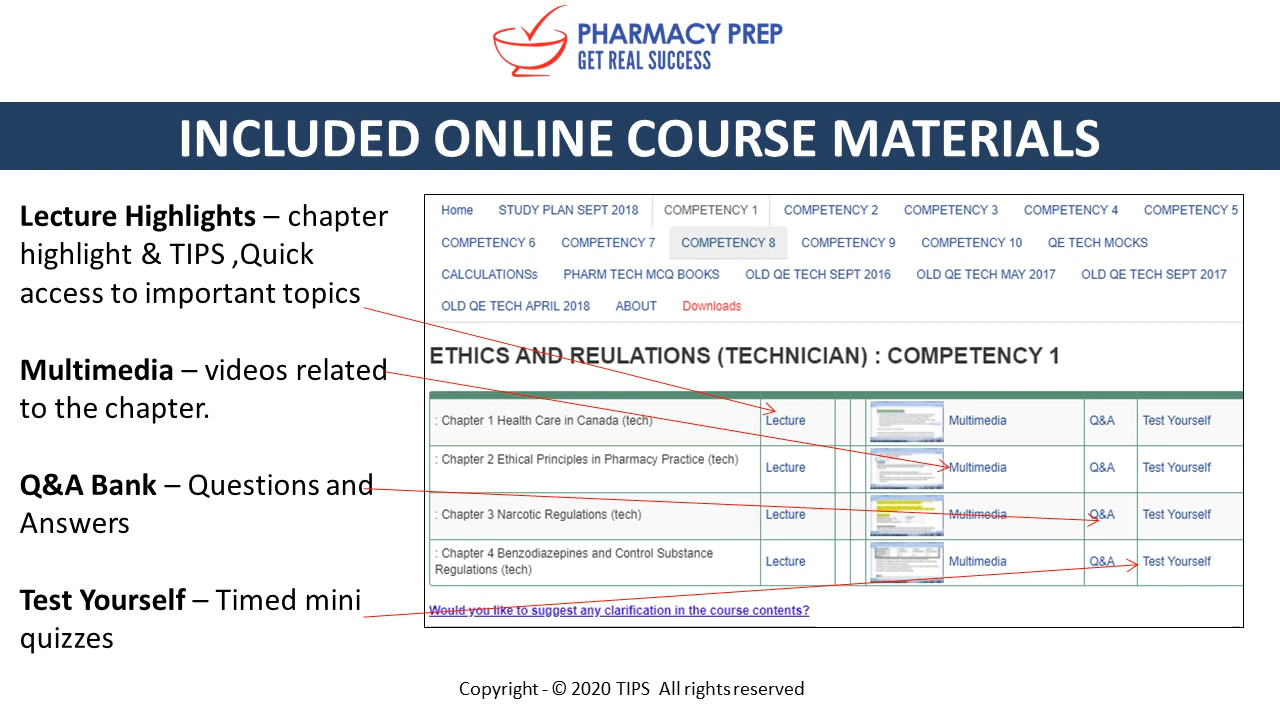 PHARMACY PREP
GET REAL SUCCESS
INCLUDED ONLINE COURSE MATERIALS
Lecture Highlights – chapter
highlight & TIPS ,Quick
access to important topics
Multimedia – videos related
to the chapter.
Q&A Bank – Questions and
Answers
Test Yourself – Timed mini
quizzes
Home STUDY PLAN SEPT 2018 COMPETENCY 1 COMPETENCY 2 COMPETENCY 3 COMPETENCY 4 COMPETENCY 5
COMPETENCY 6 COMPETENCY 7 COMPETENCY 8 COMPETENCY 9 COMPETENCY 10 QE TECH MOCKS
CALCULATIONSs PHARM TECH MCQ BOOKS OLD QE TECH SEPT 2016 OLD QE TECH MAY 2017 OLD QE TECH SEPT 2017
OLD QE TECH APRIL 2018 ABOUT Downloads
ETHICS AND REULATIONS (TECHNICIAN) : COMPETENCY 1
: Chapter 1 Health Care in Canada (tech) Lecture Multimedia Q&A Test Yourself
: Chapter 2 Ethical Principles in Pharmacy Practice (tech) Lecture Multimedia Q&A Test Yourself
: Chapter 3 Narcotic Regulations (tech) Lecture Multimedia Q&A Test Yourself
: Chapter 4 Benzodiazepines and Control Substance
Regulations (tech) Lecture Multimedia Q&A Test Yourself
Would you like to suggest any clarification in the course contents?
Copyright - © 2020 TIPS All rights reserved